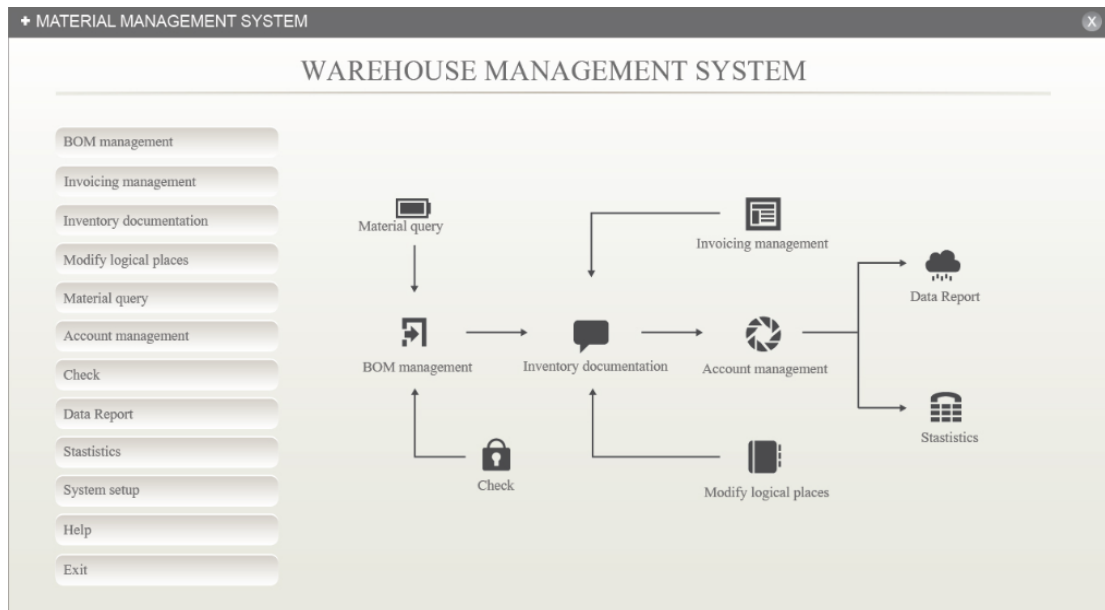 + MATERIAL MANAGEMENT SYSTEM
X
WAREHOUSE MANAGEMENT SYSTEM
BOM management
Invoicing management
Inventory documentation
Modify logical places
Material query
Account management
Check
Data Report
Stastistics
System setup
Help
Exit
Material query
Invoicing management
Data Report
BOM management
Inventory documentation
Account management
Stastistics
Check
Modify logical places